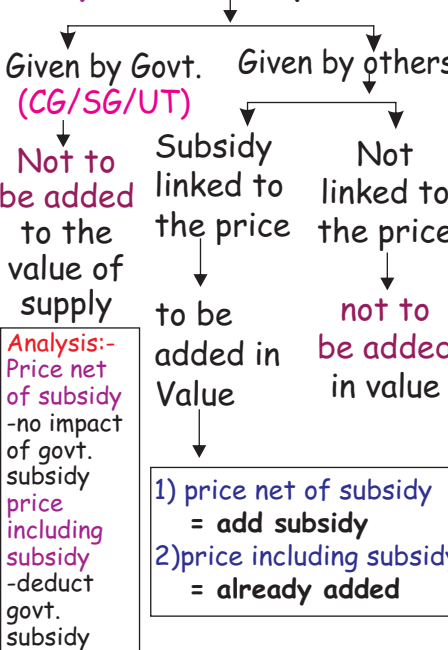 Given by Govt.
(CG/SG/UT)
Not to
be added
to the
value of
supply
Analysis:-
Price net
of subsidy
-no impact
of govt.
subsidy
price
including
subsidy
-deduct
govt.
subsidy
Given by others
Subsidy
linked to
the price
to be
added in
Value
1) price net of subsidy
= add subsidy
2)price including subsidy
= already added
Not
linked to
the price
not to
be added
in value